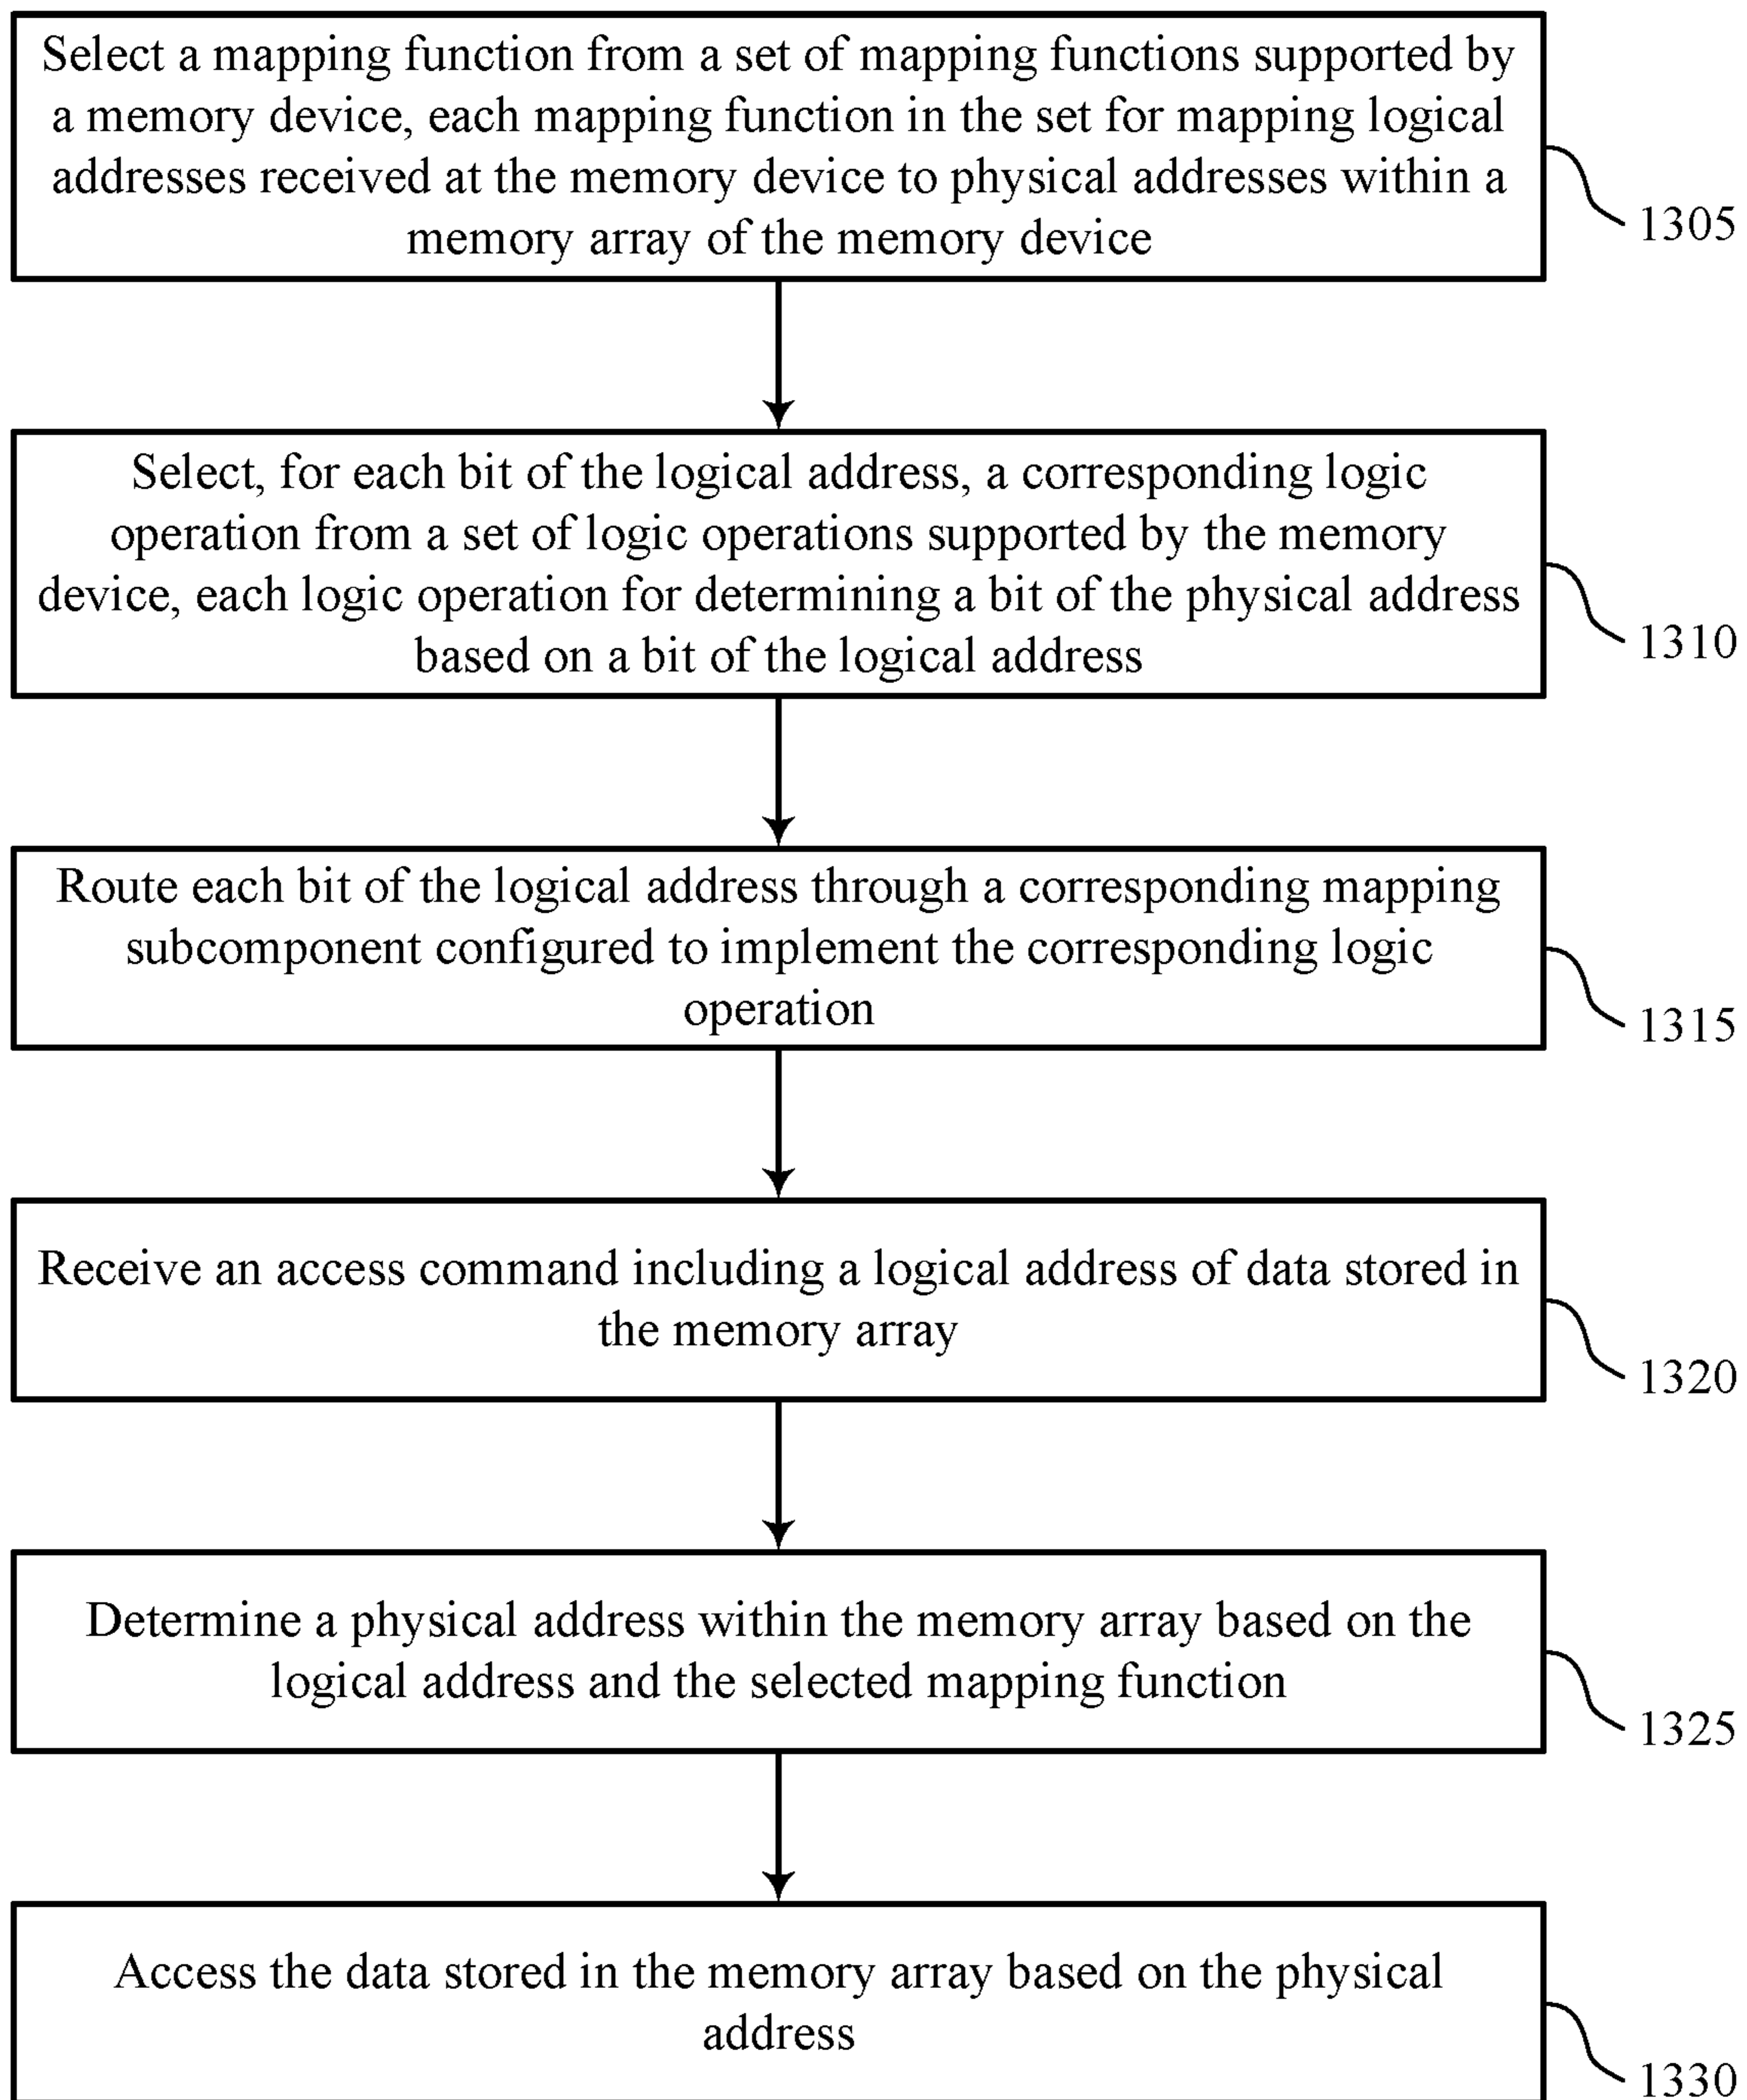 Select a mapping function from a set of mapping functions supported by
a memory device, each mapping function in the set for mapping logical
addresses received at the memory device to physical addresses within a
memory array of the memory device
1305
Select, for each bit of the logical address, a corresponding logic
operation from a set of logic operations supported by the memory
device, each logic operation for determining a bit of the physical address
based on a bit of the logical address
1310
Route each bit of the logical address through a corresponding mapping
subcomponent configured to implement the corresponding logic
operation
1315
Receive an access command including a logical address of data stored in
the memory array
1320
Determine a physical address within the memory array based on the
logical address and the selected mapping function
1325
Access the data stored in the memory array based on the physical
address
1330